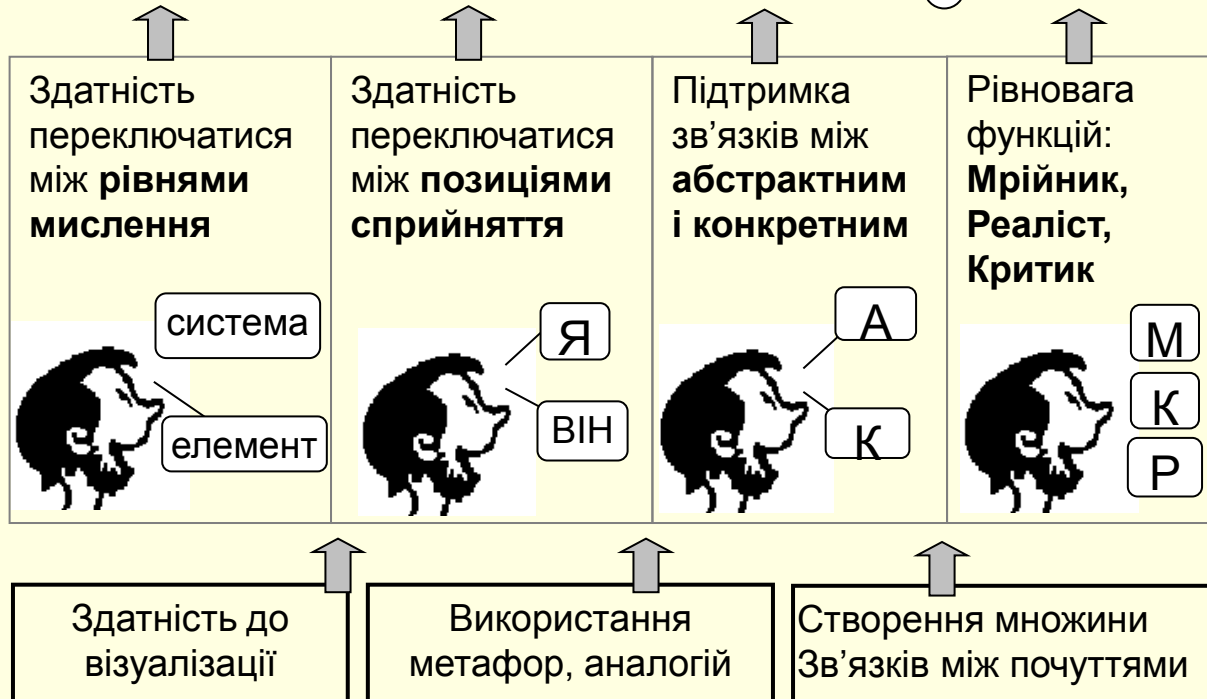 Здатність
переключатися
між рівнями
мислення
система
елемент
Здатність
переключатися
між позиціями
сприйняття
Я
ВІН
Підтримка
зв’язків між
абстрактним
і конкретним
А
К
Рівновага
функцій:
Мрійник,
Реаліст,
Критик
М
К
Р
Здатність до
візуалізації
Використання
метафор, аналогій
Створення множини
Зв’язків між почуттями